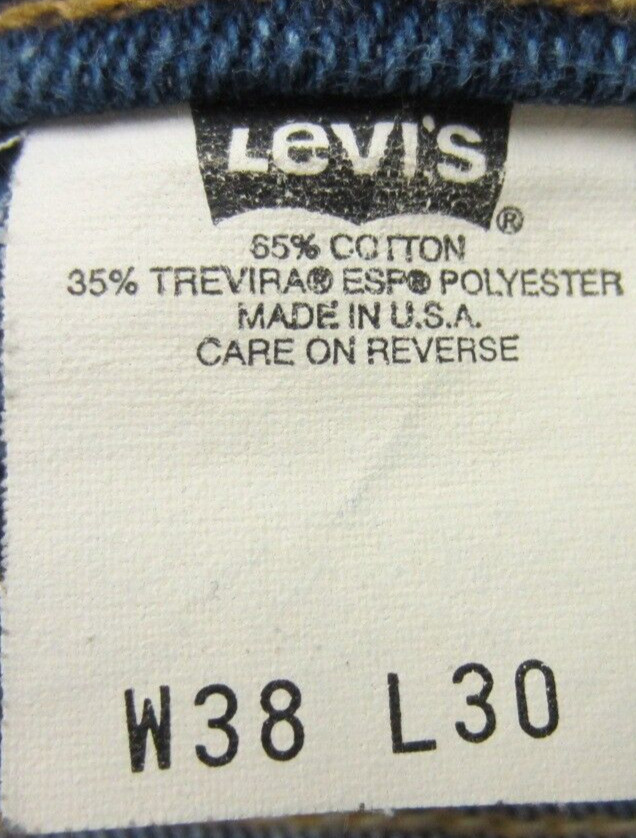 Levi's ®
65% COTTON
35% TREVIRA® ESP® POLYESTER
MADE IN U.S.A.
CARE ON REVERSE
W38 L30